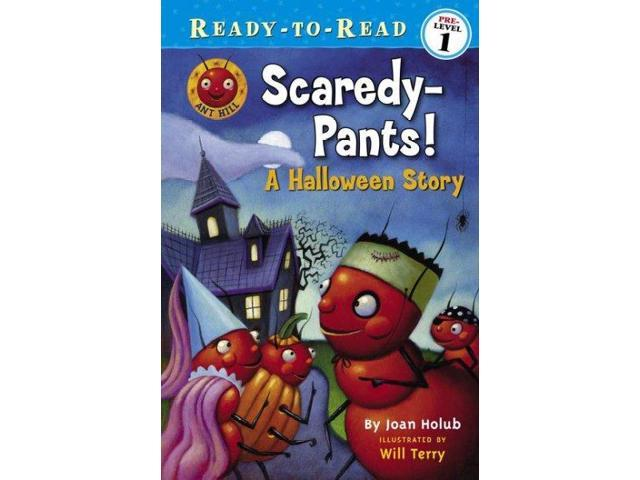 READY-TO-READ
PRE-
LEVEL
1
ANT HILL
Scaredy-
Pants!
A Halloween Story
By Joan Holub
ILLUSTRATED BY
Will Terry